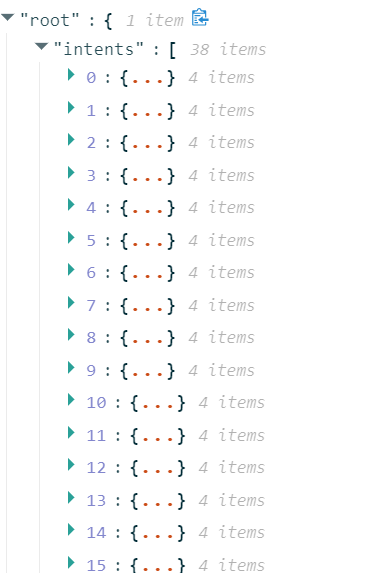 "root" : { 1 item
"intents" : [ 38 items
0 : {...} 4 items
1 : {...} 4 items
2 : {...} 4 items
3 : {...} 4 items
4 : {...} 4 items
5 : {...} 4 items
6 : {...} 4 items
7 : {...} 4 items
8 : {...} 4 items
9 : {...} 4 items
10 : {...} 4 items
11 : {...} 4 items
12 : {...} 4 items
13 : {...} 4 items
14 : {...} 4 items
15 : {...} 4 items